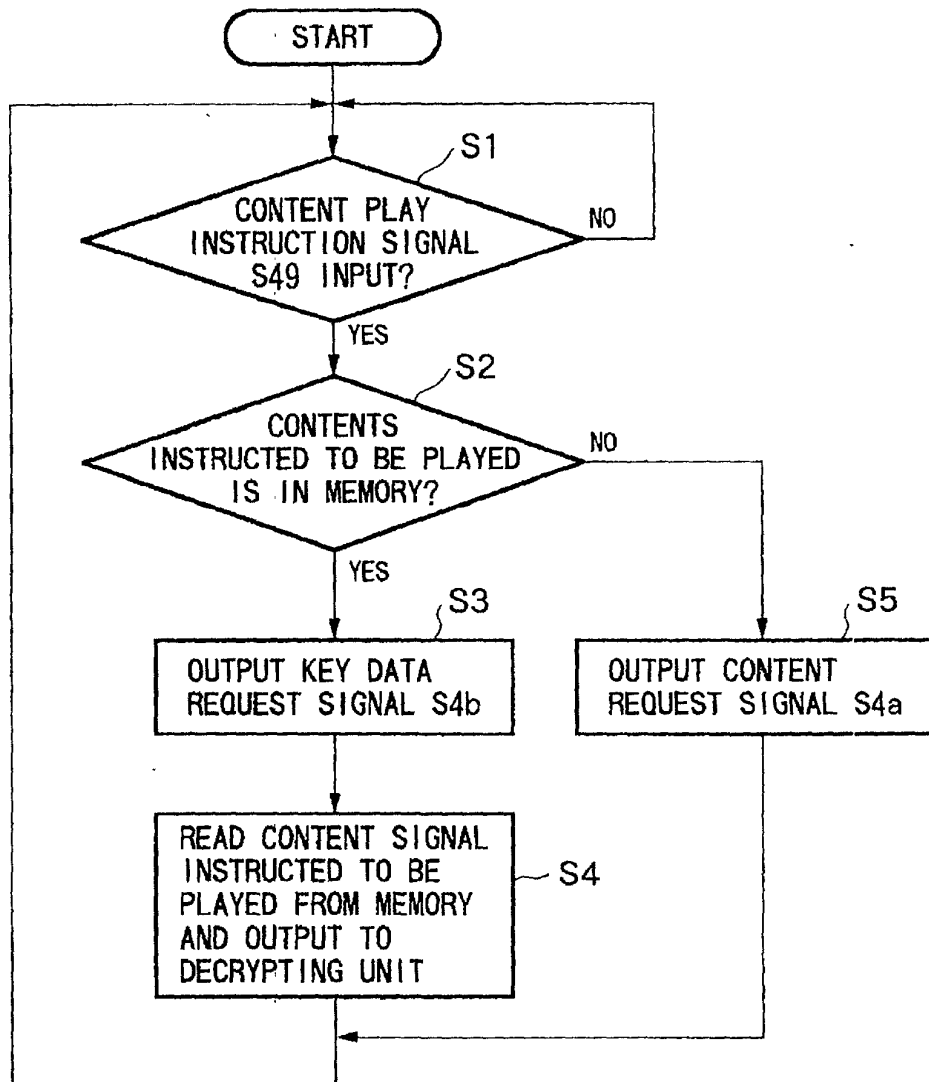 START
S1
CONTENT PLAY
INSTRUCTION SIGNAL
S49 INPUT?
NO
YES
S2
CONTENTS
INSTRUCTED TO BE PLAYED
IS IN MEMORY?
NO
YES
S3
OUTPUT KEY DATA
REQUEST SIGNAL S4b
S5
OUTPUT CONTENT
REQUEST SIGNAL S4a
READ CONTENT SIGNAL
INSTRUCTED TO BE
PLAYED FROM MEMORY
AND OUTPUT TO
DECRYPTING UNIT
S4